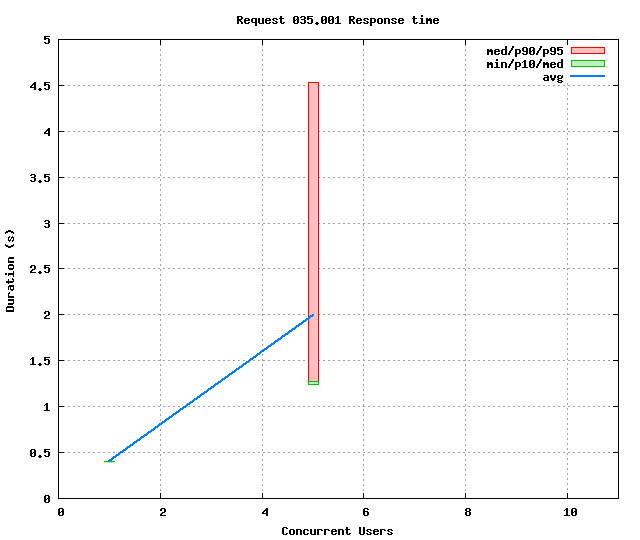 Request 035.001 Response time
med/p90/p95
min/p10/med
avg
5
4.5
4
3.5
3
2.5
2
1.5
1
0.5
0
Duration (s)
0 2 4 6 8 10
Concurrent Users